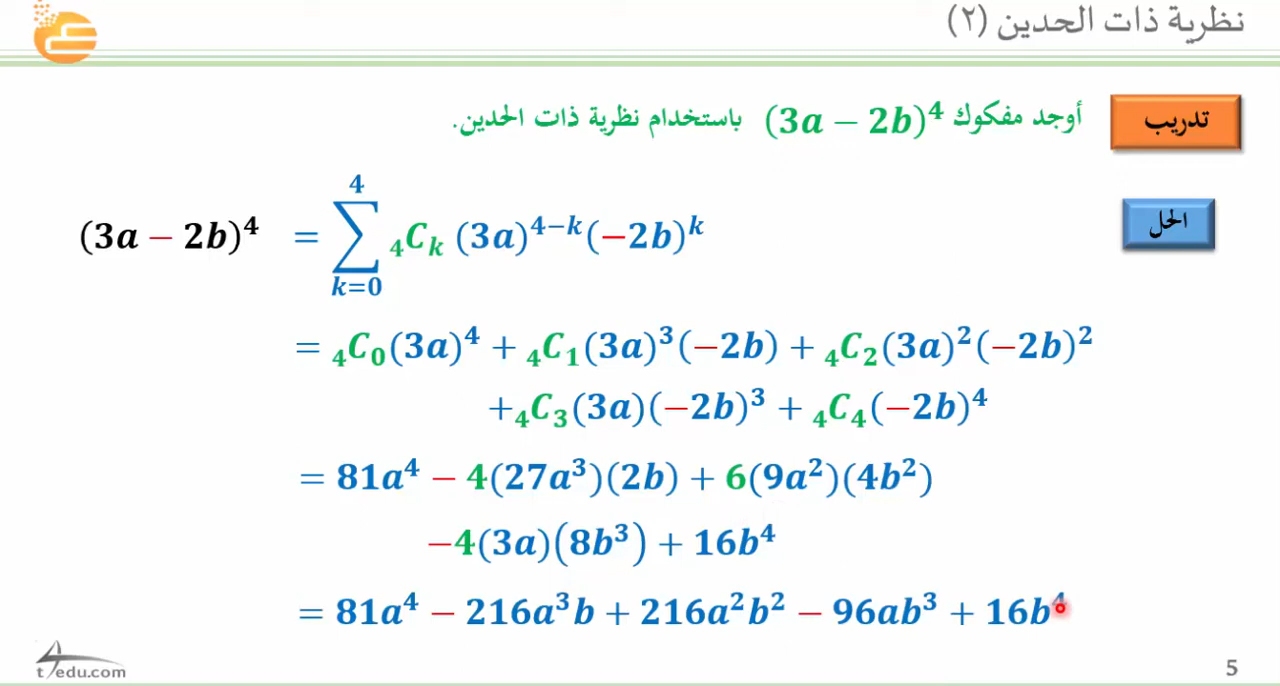 نظرية ذات الحدين (٢)
تدريب
أوجد مفكوك (3a − 2b)⁴ باستخدام نظرية ذات الحدين.
الحل
(3a − 2b)⁴ = ∑_{k=0}^{4} ₄Cₖ (3a)⁴⁻ᵏ(−2b)ᵏ
= ₄C₀(3a)⁴ + ₄C₁(3a)³(−2b) + ₄C₂(3a)²(−2b)²
+₄C₃(3a)(−2b)³ + ₄C₄(−2b)⁴
= 81a⁴ − 4(27a³)(2b) + 6(9a²)(4b²)
−4(3a)(8b³) + 16b⁴
= 81a⁴ − 216a³b + 216a²b² − 96ab³ + 16b⁴
5